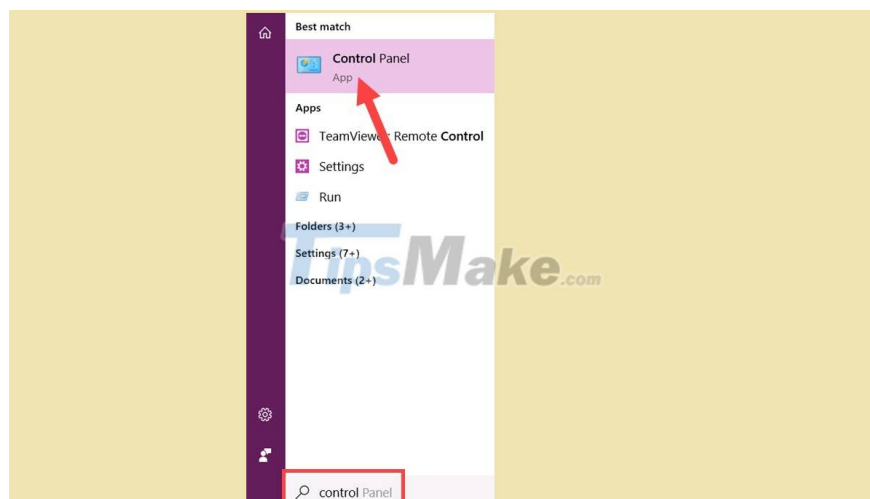 Best match
Control Panel
App
Apps
TeamViewer Remote Control
Settings
Run
Folders (3+)
Settings (7+)
Documents (2+)
TipsMake.com
control Panel